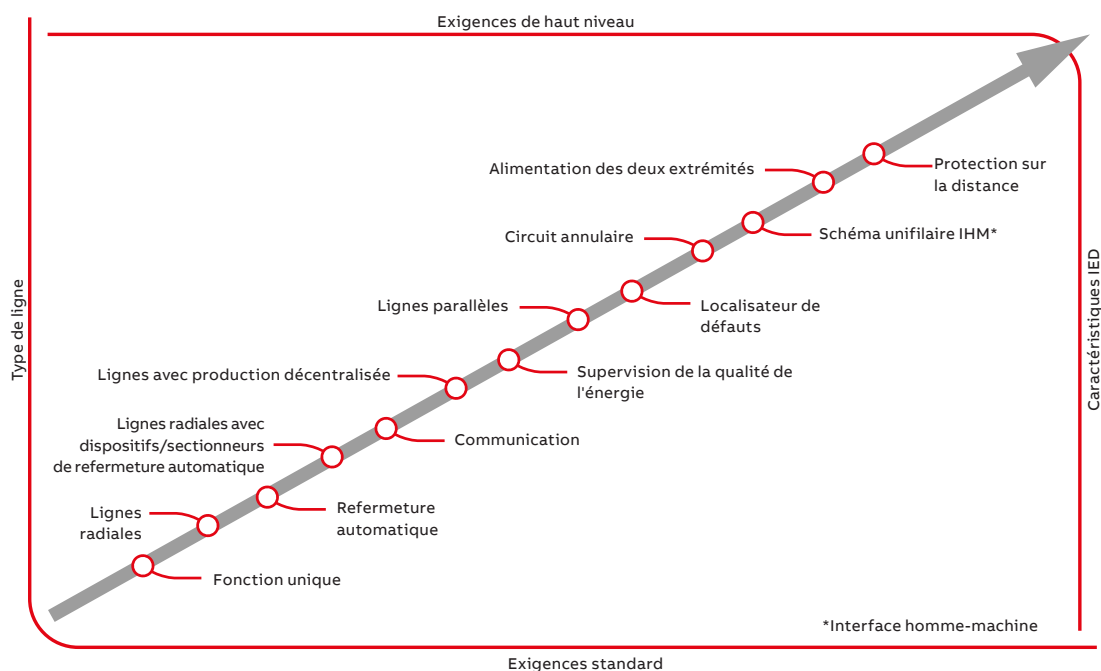 Exigences de haut niveau
Type de ligne
Caractéristiques IED
Alimentation des deux extrémités
Protection sur
la distance
Circuit annulaire
Schéma unifilaire IHM*
Lignes parallèles
Localisateur de
défauts
Lignes avec production décentralisée
Supervision de la qualité de
l'énergie
Lignes radiales avec
dispositifs/sectionneurs
de refermeture automatique
Communication
Lignes
radiales
Refermeture
automatique
Fonction unique
*Interface homme-machine
Exigences standard